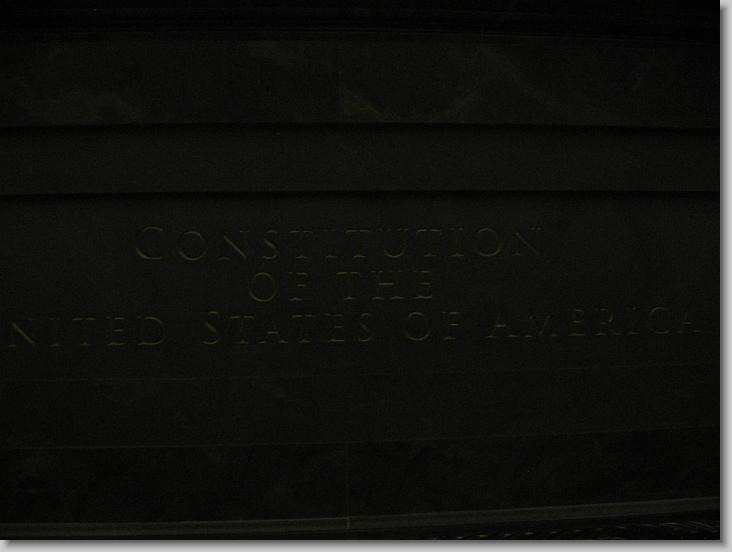 CONSTITUTION
OF THE
NITED STATES OF AMERICA